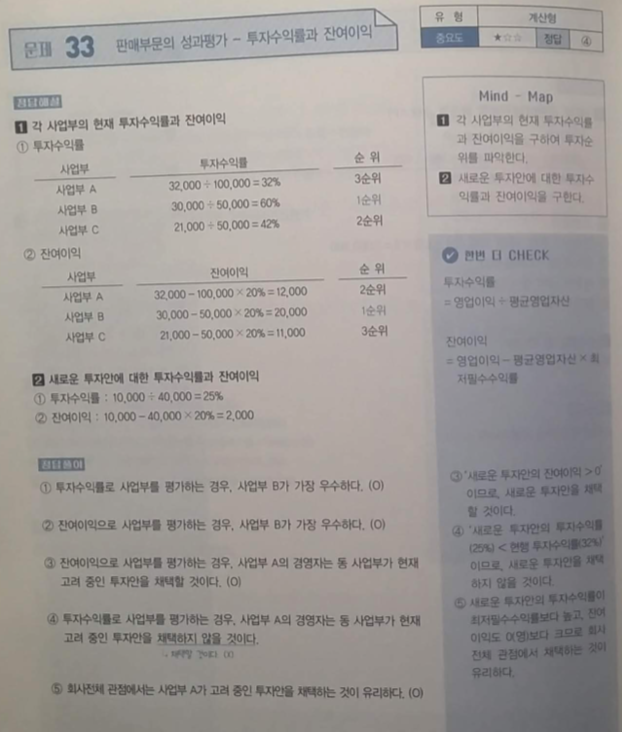 문제 33 판매부문의 성과평가 - 투자수익률과 잔여이익
유 형 계산형
중요도 ★☆☆ 정답 ④
정답해설
1 각 사업부의 현재 투자수익률과 잔여이익
① 투자수익률
사업부 투자수익률 순 위
사업부 A 32,000÷100,000=32% 3순위
사업부 B 30,000÷50,000=60% 1순위
사업부 C 21,000÷50,000=42% 2순위
② 잔여이익
사업부 잔여이익 순 위
사업부 A 32,000-100,000×20%=12,000 2순위
사업부 B 30,000-50,000×20%=20,000 1순위
사업부 C 21,000-50,000×20%=11,000 3순위
2 새로운 투자안에 대한 투자수익률과 잔여이익
① 투자수익률 : 10,000÷40,000=25%
② 잔여이익 : 10,000-40,000×20%=2,000
정답풀이
① 투자수익률로 사업부를 평가하는 경우, 사업부 B가 가장 우수하다. (O)
② 잔여이익으로 사업부를 평가하는 경우, 사업부 B가 가장 우수하다. (O)
③ 잔여이익으로 사업부를 평가하는 경우, 사업부 A의 경영자는 동 사업부가 현재
고려 중인 투자안을 채택할 것이다. (O)
④ 투자수익률로 사업부를 평가하는 경우, 사업부 A의 경영자는 동 사업부가 현재
고려 중인 투자안을 채택하지 않을 것이다.
채택할 것이다. (X)
⑤ 회사전체 관점에서는 사업부 A가 고려 중인 투자안을 채택하는 것이 유리하다. (O)
Mind - Map
1 각 사업부의 현재 투자수익률
과 잔여이익을 구하여 투자순
위를 파악한다.
2 새로운 투자안에 대한 투자수
익률과 잔여이익을 구한다.
한번 더 CHECK
투자수익률
= 영업이익÷평균영업자산
잔여이익
= 영업이익-평균영업자산×최
저필수수익률
③ '새로운 투자안의 잔여이익 > 0'
이므로, 새로운 투자안을 채택
할 것이다.
④ '새로운 투자안의 투자수익률
(25%) < 현행 투자수익률(32%)'
이므로, 새로운 투자안을 채택
하지 않을 것이다.
⑤ 새로운 투자안의 투자수익률이
최저필수수익률보다 높고, 잔여
이익도 0(영)보다 크므로 회사
전체 관점에서 채택하는 것이
유리하다.